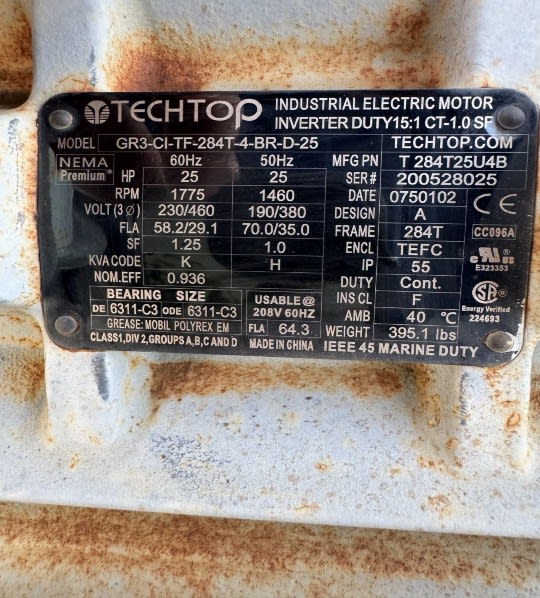 TECHTOP INDUSTRIAL ELECTRIC MOTOR
INVERTER DUTY15:1 CT-1.0 SF
MODEL GR3-CI-TF-284T-4-BR-D-25 TECHTOP.COM
NEMA Premium® 60Hz 50Hz MFG PN T 284T25U4B
HP 25 25 SER# 200528025
RPM 1775 1460 DATE 0750102
VOLT (3Ø) 230/460 190/380 DESIGN A CE
FLA 58.2/29.1 70.0/35.0 FRAME 284T CC096A
SF 1.25 1.0 ENCL TEFC
KVA CODE K H IP 55 c UR US E323353
NOM.EFF 0.936 DUTY Cont.
BEARING SIZE USABLE@ INS CL F SA
DE 6311-C3 ODE 6311-C3 208V 60HZ AMB 40 °C Energy Verified
GREASE: MOBIL POLYREX EM FLA 64.3 WEIGHT 395.1 lbs 224693
CLASS1,DIV 2,GROUPS A,B,C AND D MADE IN CHINA IEEE 45 MARINE DUTY